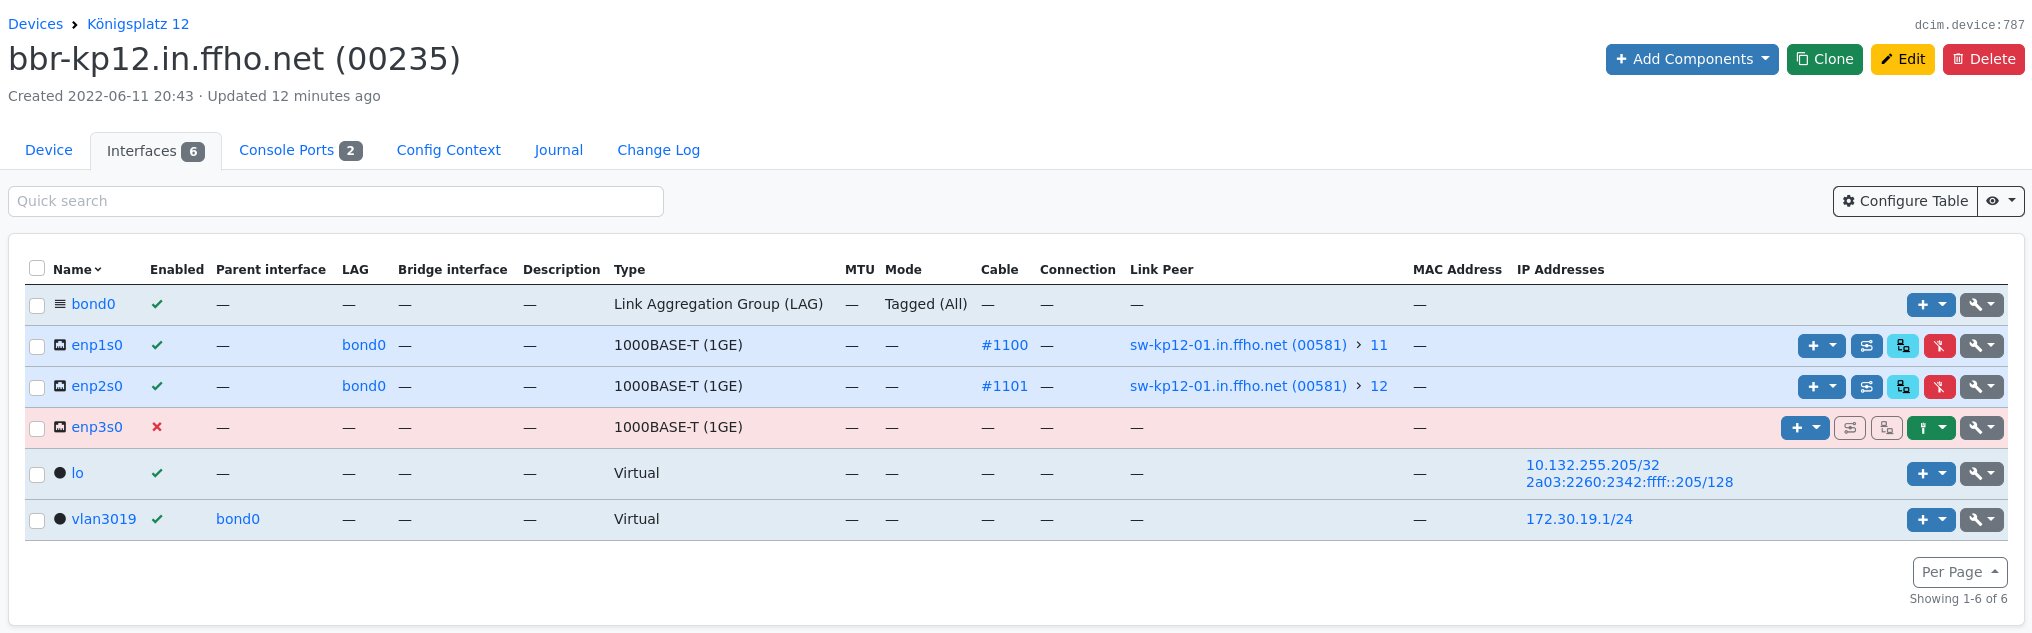 Devices > Königsplatz 12 dcim.device:787
bbr-kp12.in.ffho.net (00235)
Add Components Clone Edit Delete
Created 2022-06-11 20:43 · Updated 12 minutes ago
Device Interfaces 6 Console Ports 2 Config Context Journal Change Log
Quick search Configure Table
Name Enabled Parent interface LAG Bridge interface Description Type MTU Mode Cable Connection Link Peer MAC Address IP Addresses
bond0 — — — — Link Aggregation Group (LAG) — Tagged (All) — — — —
enp1s0 — bond0 — — 1000BASE-T (1GE) — — #1100 — sw-kp12-01.in.ffho.net (00581) > 11 —
enp2s0 — bond0 — — 1000BASE-T (1GE) — — #1101 — sw-kp12-01.in.ffho.net (00581) > 12 —
enp3s0 — — — — 1000BASE-T (1GE) — — — — — —
lo — — — — Virtual — — — — — — 10.132.255.205/32
2a03:2260:2342:ffff::205/128
vlan3019 bond0 — — — Virtual — — — — — — 172.30.19.1/24
Per Page
Showing 1-6 of 6